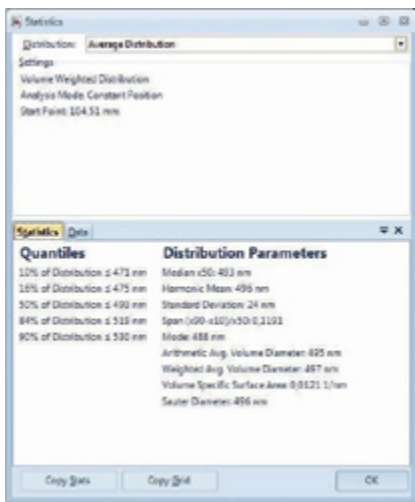 Statistics
Distribution: Average Distribution
Settings
Volume Weighted Distribution
Analysis Mode: Constant Position
Start Point: 104,51 mm
Statistics Data
Quantiles
10% of Distribution ≤ 471 nm
16% of Distribution ≤ 475 nm
50% of Distribution ≤ 493 nm
84% of Distribution ≤ 519 nm
90% of Distribution ≤ 530 nm
Distribution Parameters
Median x50: 493 nm
Harmonic Mean: 496 nm
Standard Deviation: 24 nm
Span (x90-x10)/x50: 0,1191
Mode: 488 nm
Arithmetic Avg. Volume Diameter: 495 nm
Weighted Avg. Volume Diameter: 497 nm
Volume Specific Surface Area: 0,0121 1/nm
Sauter Diameter: 496 nm
Copy Stats Copy Grid OK